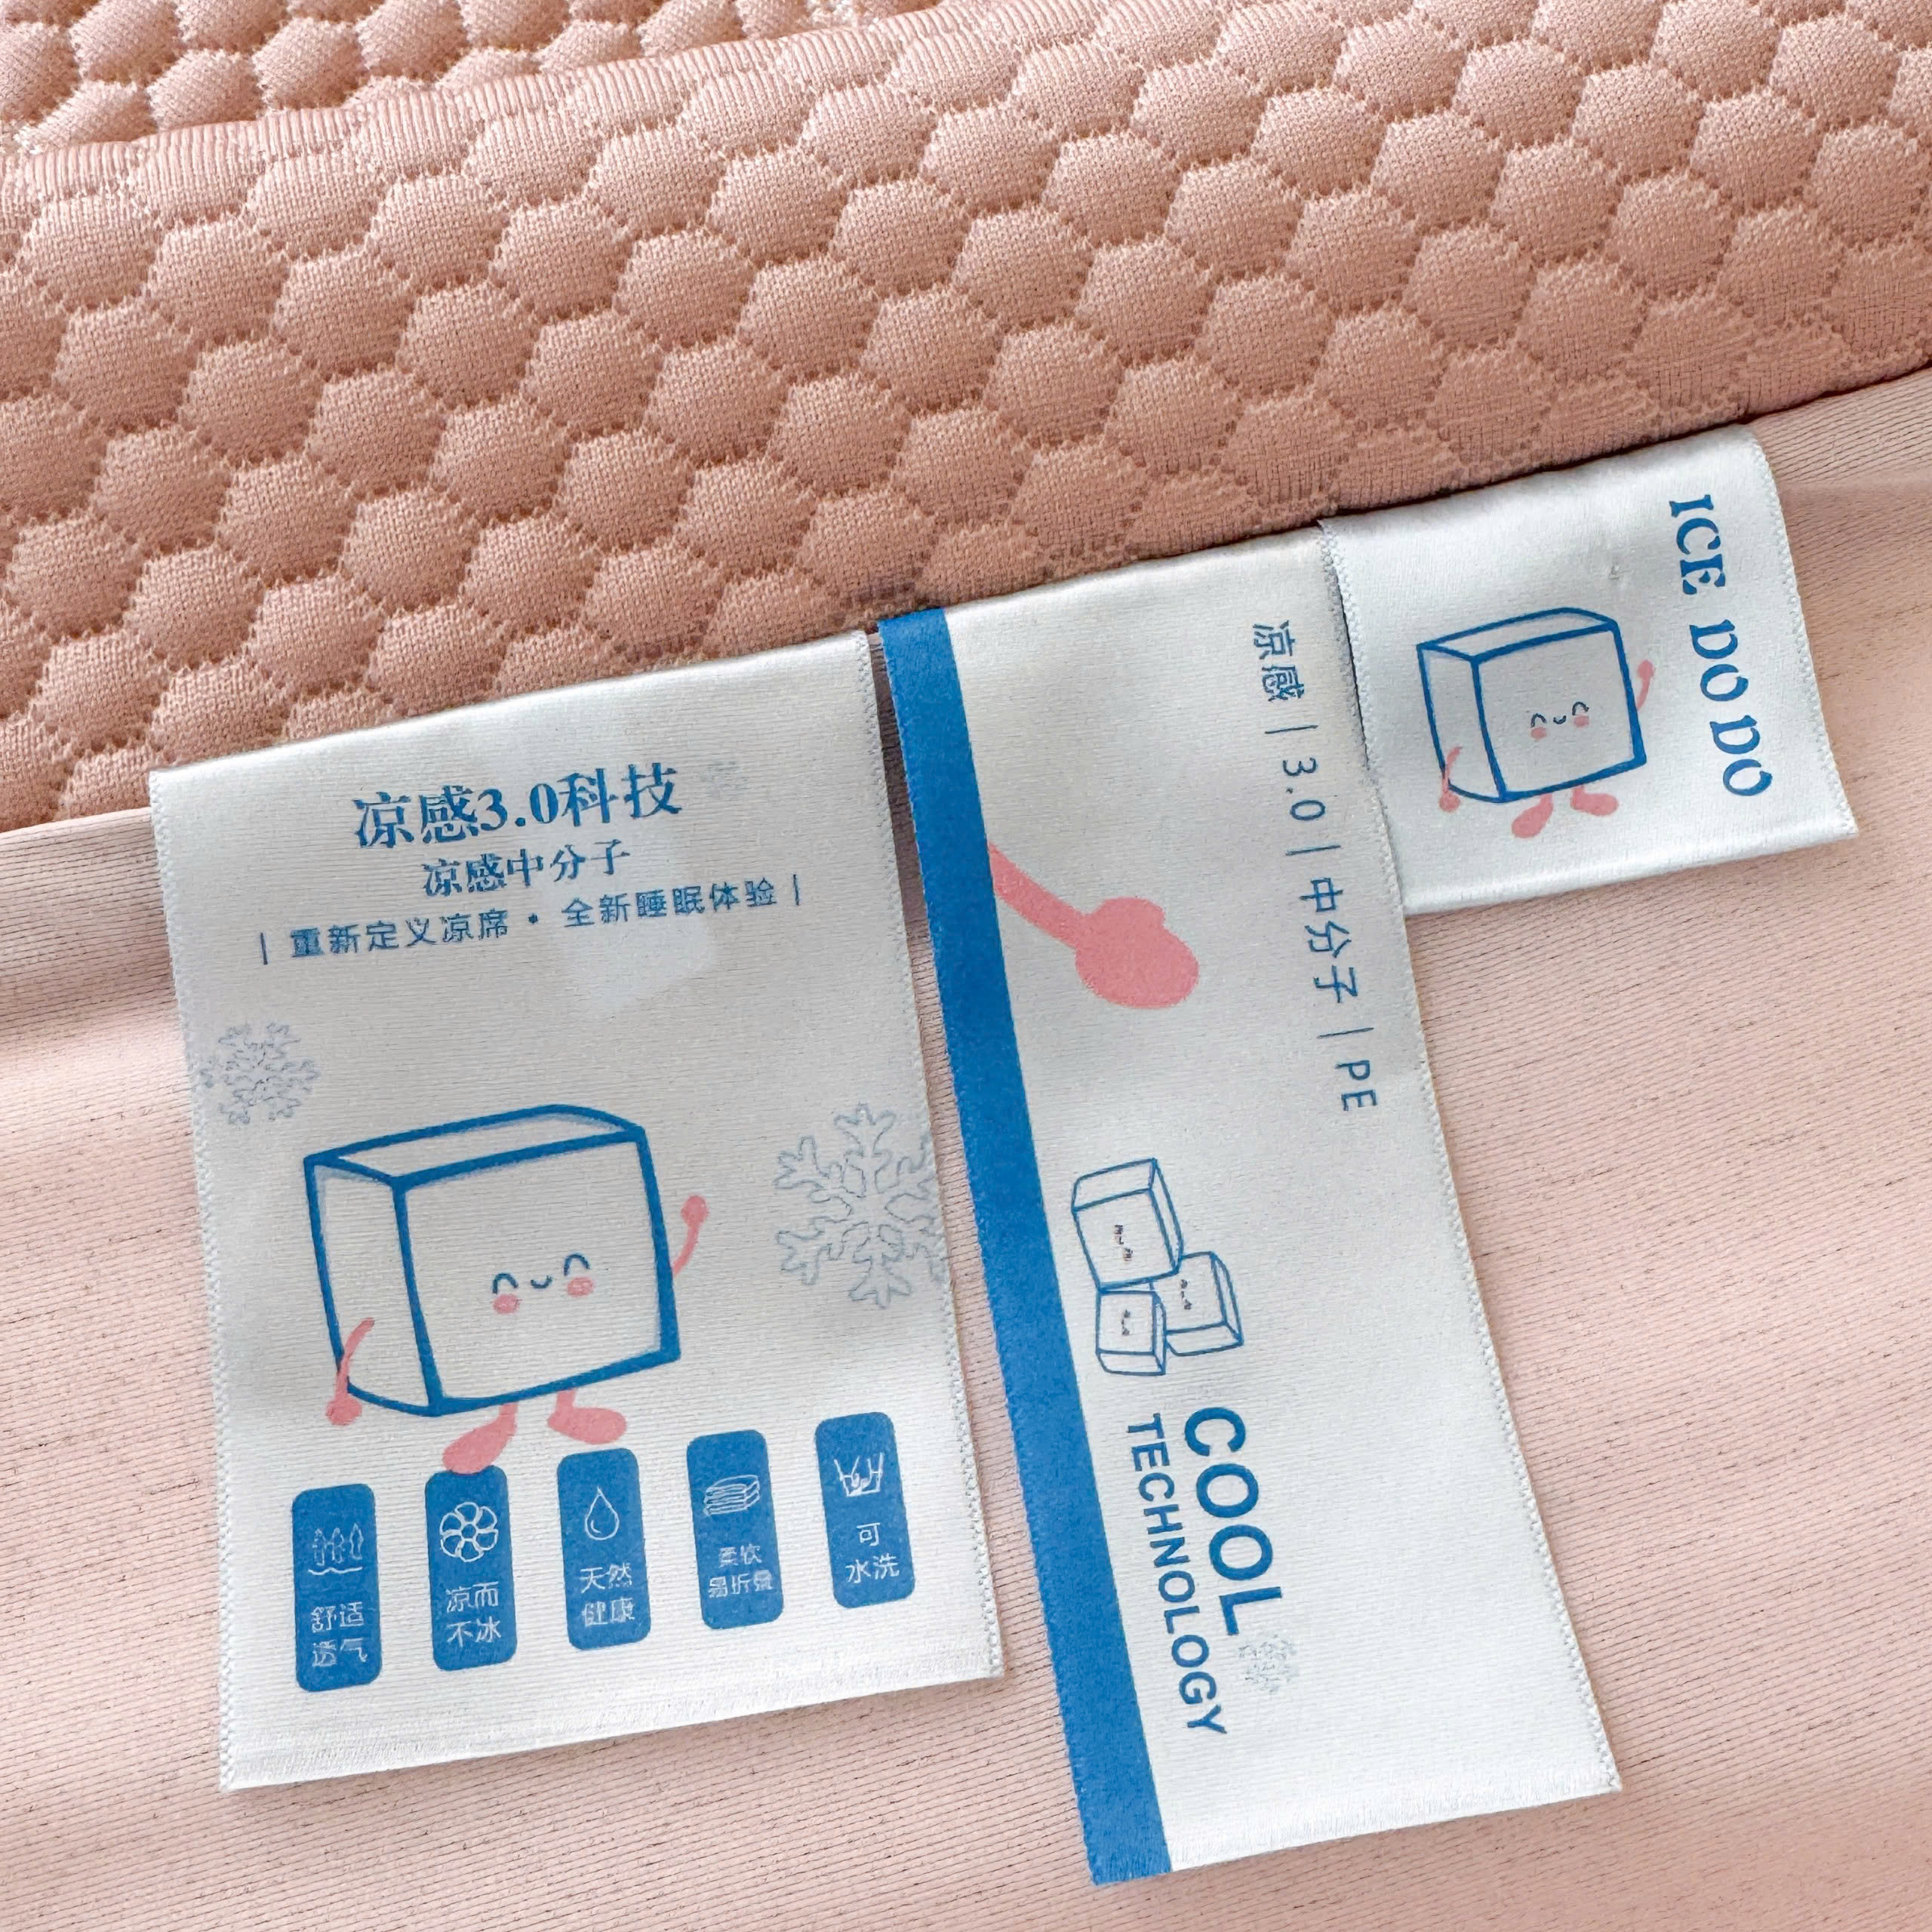 凉感3.0科技
凉感中分子
| 重新定义凉席 · 全新睡眠体验 |
舒适
透气
凉而
不冰
天然
健康
柔软
易折叠
可
水洗
凉感 | 3.0 | 中分子 | PE
COOL
TECHNOLOGY
ICE DO DO